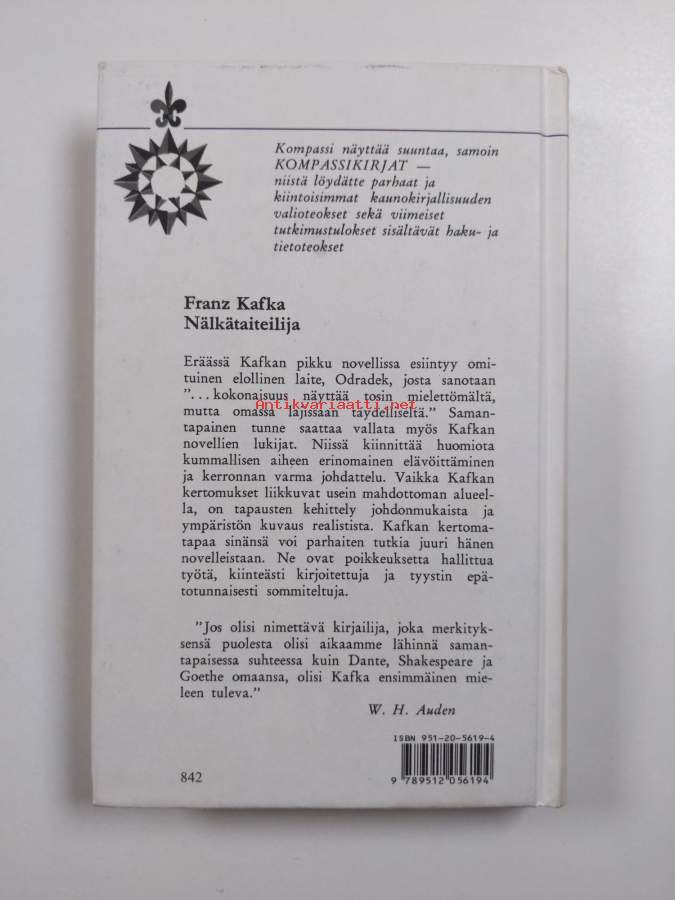 Kompassi näyttää suuntaa, samoin
KOMPASSIKIRJAT —
niistä löydätte parhaat ja
kiintoisimmat kaunokirjallisuuden
valioteokset sekä viimeiset
tutkimustulokset sisältävät haku- ja
tietoteokset
Franz Kafka
Nälkätaiteilija
Eräässä Kafkan pikku novellissa esiintyy omi-
tuinen elollinen laite, Odradek, josta sanotaan
"... kokonaisuus näyttää tosin mielettömältä,
Antikvariaatti.net
mutta omassa lajissaan täydelliseltä." Saman-
tapainen tunne saattaa vallata myös Kafkan
novellien lukijat. Niissä kiinnittää huomiota
kummallisen aiheen erinomainen elävöittäminen
ja kerronnan varma johdattelu. Vaikka Kafkan
kertomukset liikkuvat usein mahdottoman alueel-
la, on tapausten kehittely johdonmukaista ja
ympäristön kuvaus realistista. Kafkan kertoma-
tapaa sinänsä voi parhaiten tutkia juuri hänen
novelleistaan. Ne ovat poikkeuksetta hallittua
työtä, kiinteästi kirjoitettuja ja tyystin epä-
totunnaisesti sommiteltuja.
"Jos olisi nimettävä kirjailija, joka merkityk-
sensä puolesta olisi aikaamme lähinnä saman-
tapaisessa suhteessa kuin Dante, Shakespeare ja
Goethe omaansa, olisi Kafka ensimmäinen mie-
leen tuleva."
W. H. Auden
ISBN 951-20-5619-4
842
9 789512 056194